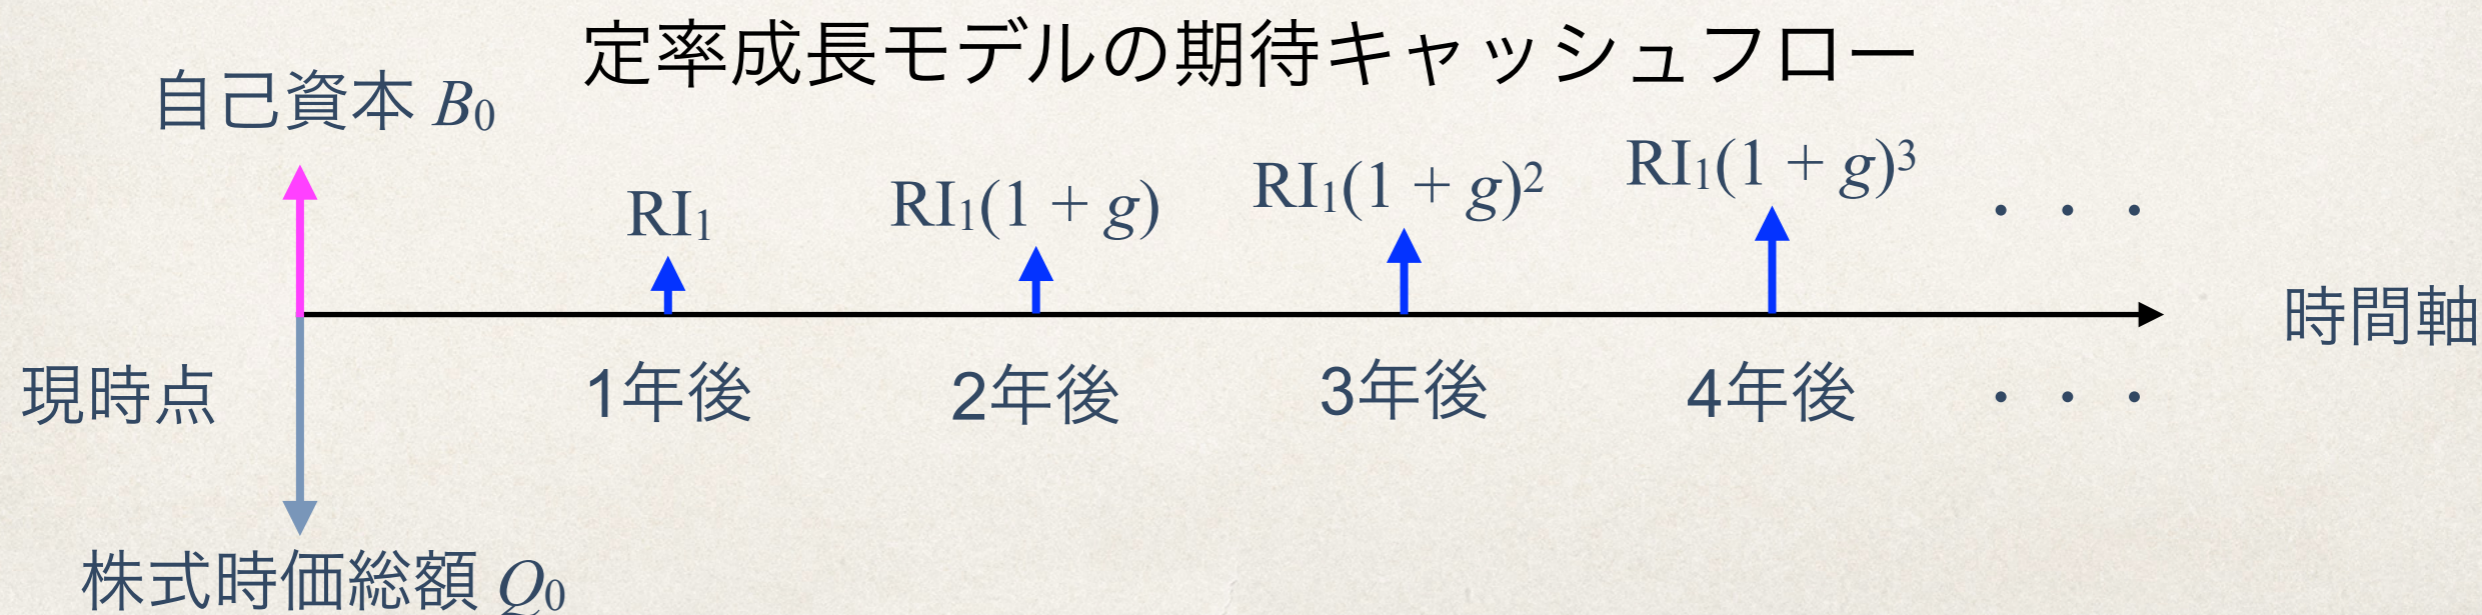 定率成長モデルの期待キャッシュフロー
自己資本 B₀
RI₁
RI₁(1 + g)
RI₁(1 + g)²
RI₁(1 + g)³
・・・
時間軸
現時点
1年後
2年後
3年後
4年後
・・・
株式時価総額 Q₀